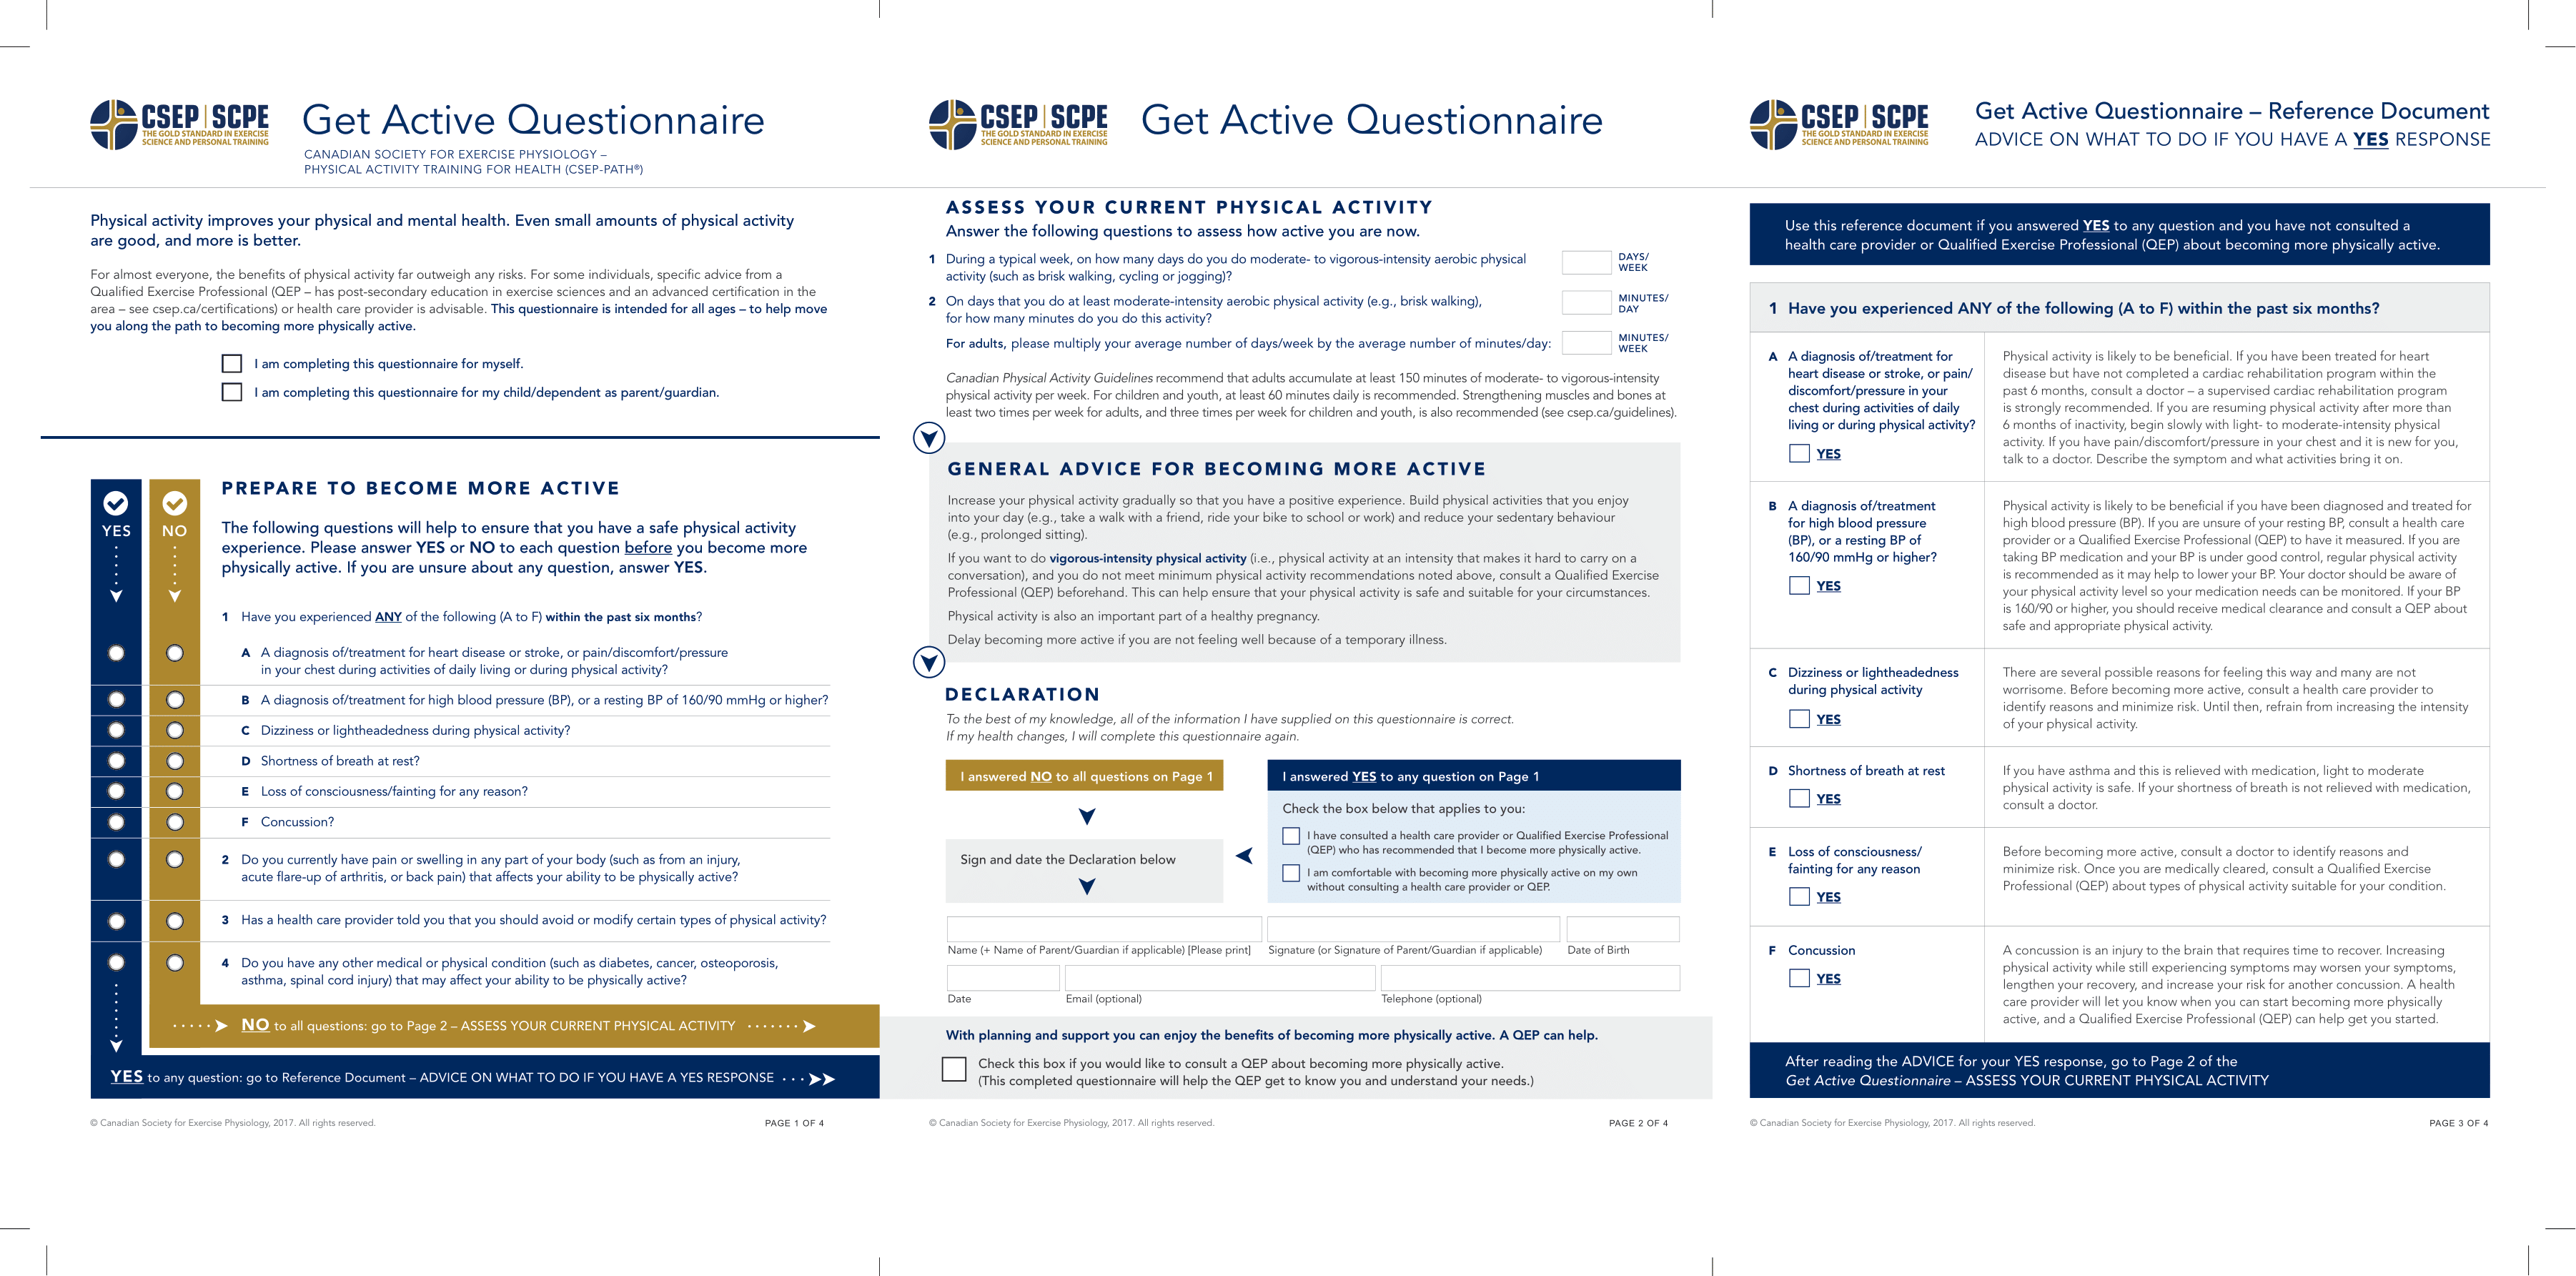 CSEP | SCPE
THE GOLD STANDARD IN EXERCISE
SCIENCE AND PERSONAL TRAINING
Get Active Questionnaire
CANADIAN SOCIETY FOR EXERCISE PHYSIOLOGY –
PHYSICAL ACTIVITY TRAINING FOR HEALTH (CSEP-PATH®)
Physical activity improves your physical and mental health. Even small amounts of physical activity
are good, and more is better.
For almost everyone, the benefits of physical activity far outweigh any risks. For some individuals, specific advice from a
Qualified Exercise Professional (QEP – has post-secondary education in exercise sciences and an advanced certification in the
area – see csep.ca/certifications) or health care provider is advisable. This questionnaire is intended for all ages – to help move
you along the path to becoming more physically active.
I am completing this questionnaire for myself.
I am completing this questionnaire for my child/dependent as parent/guardian.
YES
NO
PREPARE TO BECOME MORE ACTIVE
The following questions will help to ensure that you have a safe physical activity
experience. Please answer YES or NO to each question before you become more
physically active. If you are unsure about any question, answer YES.
1 Have you experienced ANY of the following (A to F) within the past six months?
A A diagnosis of/treatment for heart disease or stroke, or pain/discomfort/pressure
in your chest during activities of daily living or during physical activity?
B A diagnosis of/treatment for high blood pressure (BP), or a resting BP of 160/90 mmHg or higher?
C Dizziness or lightheadedness during physical activity?
D Shortness of breath at rest?
E Loss of consciousness/fainting for any reason?
F Concussion?
2 Do you currently have pain or swelling in any part of your body (such as from an injury,
acute flare-up of arthritis, or back pain) that affects your ability to be physically active?
3 Has a health care provider told you that you should avoid or modify certain types of physical activity?
4 Do you have any other medical or physical condition (such as diabetes, cancer, osteoporosis,
asthma, spinal cord injury) that may affect your ability to be physically active?
NO to all questions: go to Page 2 – ASSESS YOUR CURRENT PHYSICAL ACTIVITY
YES to any question: go to Reference Document – ADVICE ON WHAT TO DO IF YOU HAVE A YES RESPONSE
© Canadian Society for Exercise Physiology, 2017. All rights reserved.
PAGE 1 OF 4
CSEP | SCPE
THE GOLD STANDARD IN EXERCISE
SCIENCE AND PERSONAL TRAINING
Get Active Questionnaire
ASSESS YOUR CURRENT PHYSICAL ACTIVITY
Answer the following questions to assess how active you are now.
1 During a typical week, on how many days do you do moderate- to vigorous-intensity aerobic physical
activity (such as brisk walking, cycling or jogging)?
DAYS/
WEEK
2 On days that you do at least moderate-intensity aerobic physical activity (e.g., brisk walking),
for how many minutes do you do this activity?
MINUTES/
DAY
For adults, please multiply your average number of days/week by the average number of minutes/day:
MINUTES/
WEEK
Canadian Physical Activity Guidelines recommend that adults accumulate at least 150 minutes of moderate- to vigorous-intensity
physical activity per week. For children and youth, at least 60 minutes daily is recommended. Strengthening muscles and bones at
least two times per week for adults, and three times per week for children and youth, is also recommended (see csep.ca/guidelines).
GENERAL ADVICE FOR BECOMING MORE ACTIVE
Increase your physical activity gradually so that you have a positive experience. Build physical activities that you enjoy
into your day (e.g., take a walk with a friend, ride your bike to school or work) and reduce your sedentary behaviour
(e.g., prolonged sitting).
If you want to do vigorous-intensity physical activity (i.e., physical activity at an intensity that makes it hard to carry on a
conversation), and you do not meet minimum physical activity recommendations noted above, consult a Qualified Exercise
Professional (QEP) beforehand. This can help ensure that your physical activity is safe and suitable for your circumstances.
Physical activity is also an important part of a healthy pregnancy.
Delay becoming more active if you are not feeling well because of a temporary illness.
DECLARATION
To the best of my knowledge, all of the information I have supplied on this questionnaire is correct.
If my health changes, I will complete this questionnaire again.
I answered NO to all questions on Page 1
Sign and date the Declaration below
I answered YES to any question on Page 1
Check the box below that applies to you:
I have consulted a health care provider or Qualified Exercise Professional
(QEP) who has recommended that I become more physically active.
I am comfortable with becoming more physically active on my own
without consulting a health care provider or QEP.
Name (+ Name of Parent/Guardian if applicable) [Please print]
Signature (or Signature of Parent/Guardian if applicable)
Date of Birth
Date
Email (optional)
Telephone (optional)
With planning and support you can enjoy the benefits of becoming more physically active. A QEP can help.
Check this box if you would like to consult a QEP about becoming more physically active.
(This completed questionnaire will help the QEP get to know you and understand your needs.)
© Canadian Society for Exercise Physiology, 2017. All rights reserved.
PAGE 2 OF 4
CSEP | SCPE
THE GOLD STANDARD IN EXERCISE
SCIENCE AND PERSONAL TRAINING
Get Active Questionnaire – Reference Document
ADVICE ON WHAT TO DO IF YOU HAVE A YES RESPONSE
Use this reference document if you answered YES to any question and you have not consulted a
health care provider or Qualified Exercise Professional (QEP) about becoming more physically active.
1 Have you experienced ANY of the following (A to F) within the past six months?
A A diagnosis of/treatment for
heart disease or stroke, or pain/
discomfort/pressure in your
chest during activities of daily
living or during physical activity?
YES
Physical activity is likely to be beneficial. If you have been treated for heart
disease but have not completed a cardiac rehabilitation program within the
past 6 months, consult a doctor – a supervised cardiac rehabilitation program
is strongly recommended. If you are resuming physical activity after more than
6 months of inactivity, begin slowly with light- to moderate-intensity physical
activity. If you have pain/discomfort/pressure in your chest and it is new for you,
talk to a doctor. Describe the symptom and what activities bring it on.
B A diagnosis of/treatment
for high blood pressure
(BP), or a resting BP of
160/90 mmHg or higher?
YES
Physical activity is likely to be beneficial if you have been diagnosed and treated for
high blood pressure (BP). If you are unsure of your resting BP, consult a health care
provider or a Qualified Exercise Professional (QEP) to have it measured. If you are
taking BP medication and your BP is under good control, regular physical activity
is recommended as it may help to lower your BP. Your doctor should be aware of
your physical activity level so your medication needs can be monitored. If your BP
is 160/90 or higher, you should receive medical clearance and consult a QEP about
safe and appropriate physical activity.
C Dizziness or lightheadedness
during physical activity
YES
There are several possible reasons for feeling this way and many are not
worrisome. Before becoming more active, consult a health care provider to
identify reasons and minimize risk. Until then, refrain from increasing the intensity
of your physical activity.
D Shortness of breath at rest
YES
If you have asthma and this is relieved with medication, light to moderate
physical activity is safe. If your shortness of breath is not relieved with medication,
consult a doctor.
E Loss of consciousness/
fainting for any reason
YES
Before becoming more active, consult a doctor to identify reasons and
minimize risk. Once you are medically cleared, consult a Qualified Exercise
Professional (QEP) about types of physical activity suitable for your condition.
F Concussion
YES
A concussion is an injury to the brain that requires time to recover. Increasing
physical activity while still experiencing symptoms may worsen your symptoms,
lengthen your recovery, and increase your risk for another concussion. A health
care provider will let you know when you can start becoming more physically
active, and a Qualified Exercise Professional (QEP) can help get you started.
After reading the ADVICE for your YES response, go to Page 2 of the
Get Active Questionnaire – ASSESS YOUR CURRENT PHYSICAL ACTIVITY
© Canadian Society for Exercise Physiology, 2017. All rights reserved.
PAGE 3 OF 4